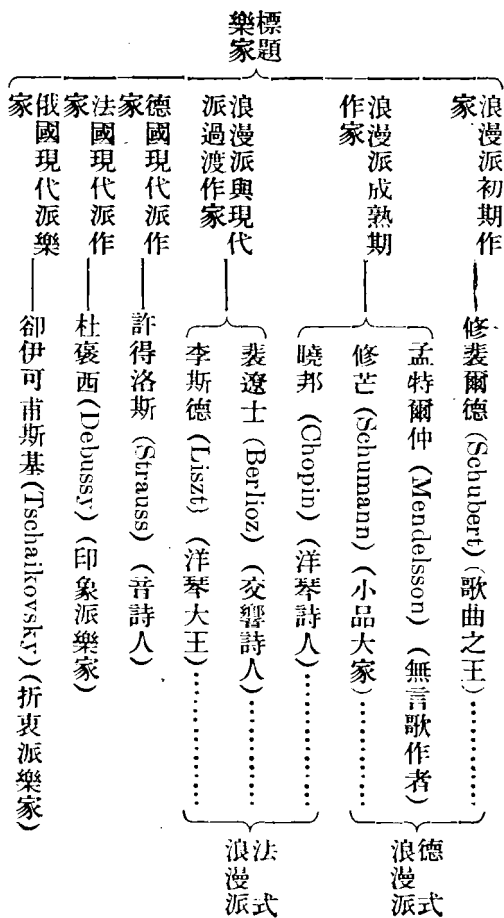 標題樂家
浪漫派初期作家
修裴爾德 (Schubert) (歌曲之王)
浪漫派成熟期作家
孟特爾仲 (Mendelsson) (無言歌作者)
修芒 (Schumann) (小品大家)…………
曉邦 (Chopin) (洋琴詩人)…………
浪漫派與現代派過渡作家
裴遼士 (Berlioz) (交響詩人)…………
李斯德 (Liszt) (洋琴大王)…………
德國現代派作家
許得洛斯 (Strauss) (音詩人)
法國現代派作家
杜褒西 (Debussy) (印象派樂家)
俄國現代派樂家
卻伊可甫斯基 (Tschaikovsky) (折衷派樂家)
德式浪漫派
法式浪漫派